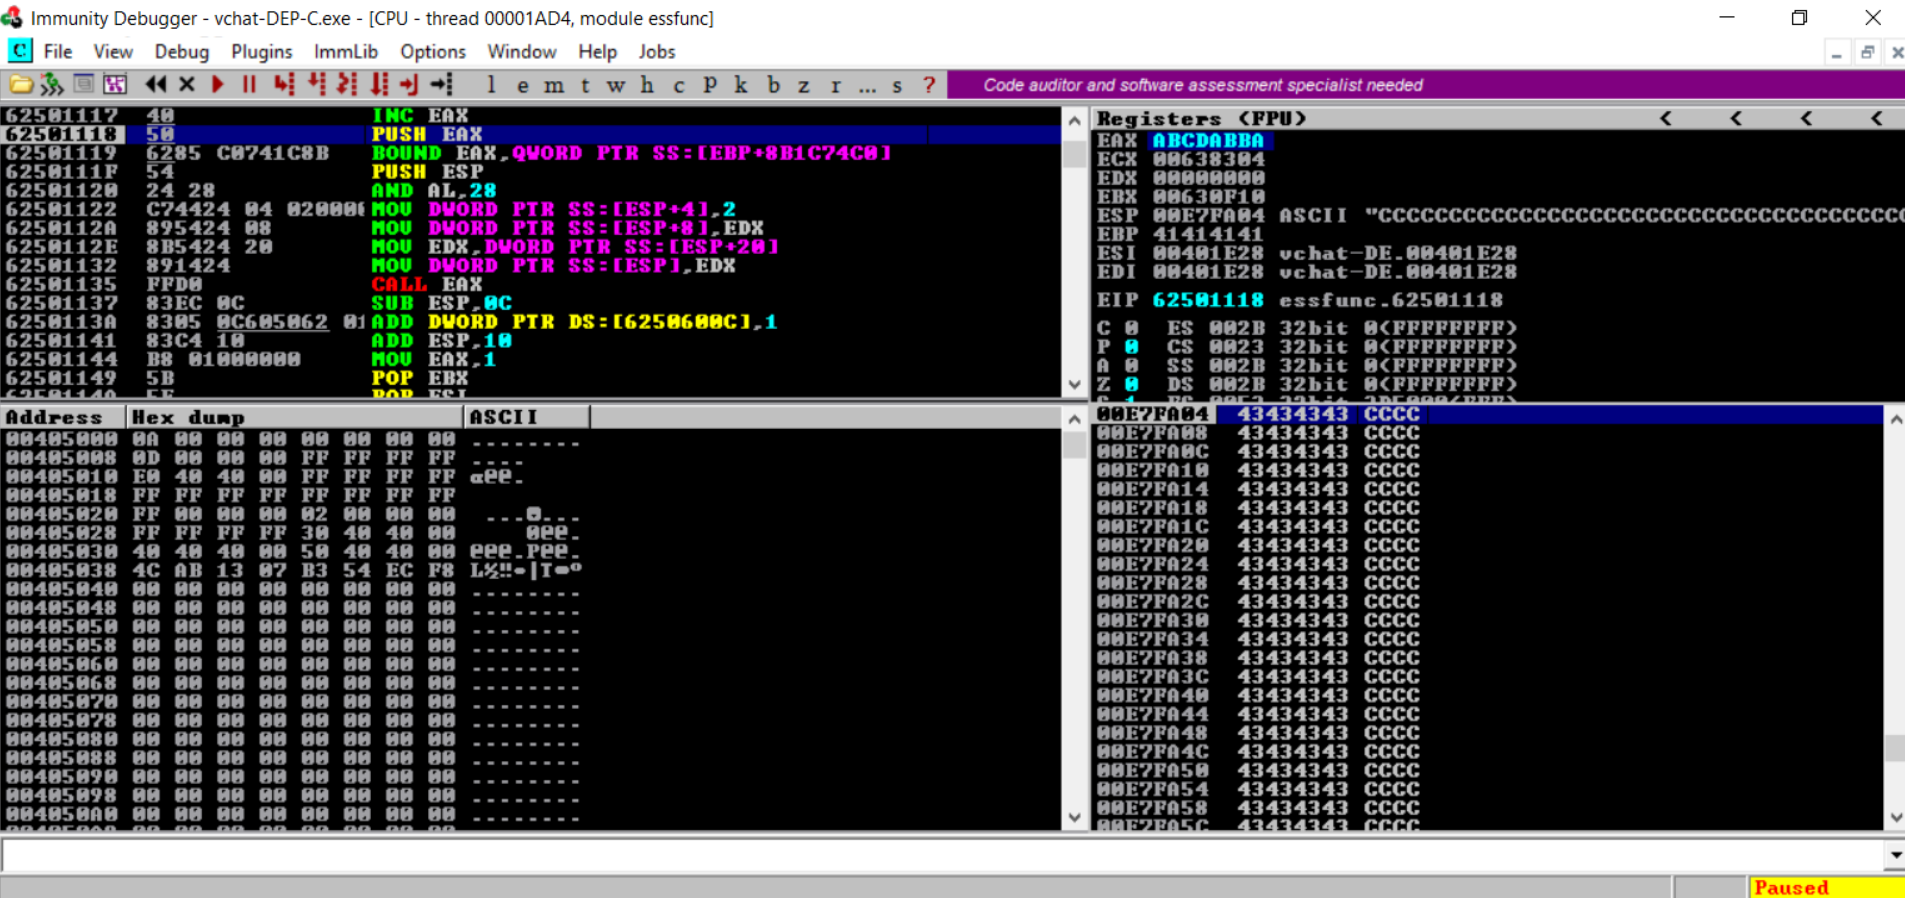 Immunity Debugger - vchat-DEP-C.exe - [CPU - thread 00001AD4, module essfunc]
C File View Debug Plugins ImmLib Options Window Help Jobs
l e m t w h c P k b z r ... s ? Code auditor and software assessment specialist needed
62501117 40 INC EAX
62501118 50 PUSH EAX
62501119 6285 C0741C8B BOUND EAX,QWORD PTR SS:[EBP+8B1C74C0]
6250111F 54 PUSH ESP
62501120 24 28 AND AL,28
62501122 C74424 04 020000 MOV DWORD PTR SS:[ESP+4],2
6250112A 895424 08 MOV DWORD PTR SS:[ESP+8],EDX
6250112E 8B5424 20 MOV EDX,DWORD PTR SS:[ESP+20]
62501132 891424 MOV DWORD PTR SS:[ESP],EDX
62501135 FFD0 CALL EAX
62501137 83EC 0C SUB ESP,0C
6250113A 8305 0C605062 01 ADD DWORD PTR DS:[6250600C],1
62501141 83C4 10 ADD ESP,10
62501144 B8 01000000 MOV EAX,1
62501149 5B POP EBX
Registers (FPU) < < < <
EAX ABCDABBA
ECX 00638304
EDX 00000000
EBX 00630F10
ESP 00E7FA04 ASCII "CCCCCCCCCCCCCCCCCCCCCCCCCCCCCCCCCCCCCC
EBP 41414141
ESI 00401E28 vchat-DE.00401E28
EDI 00401E28 vchat-DE.00401E28
EIP 62501118 essfunc.62501118
C 0 ES 002B 32bit 0(FFFFFFFF)
P 0 CS 0023 32bit 0(FFFFFFFF)
A 0 SS 002B 32bit 0(FFFFFFFF)
Z 0 DS 002B 32bit 0(FFFFFFFF)
Address Hex dump ASCII
00405000 0A 00 00 00 00 00 00 00 ........
00405008 0D 00 00 00 FF FF FF FF ....
00405010 E0 40 40 00 FF FF FF FF α@@.
00405018 FF FF FF FF FF FF FF FF
00405020 FF 00 00 00 02 00 00 00 ...☻...
00405028 FF FF FF FF 30 40 40 00 0@@.
00405030 40 40 40 00 50 40 40 00 @@@.P@@.
00405038 4C AB 13 07 B3 54 EC F8 L½‼•│T∞°
00405040 00 00 00 00 00 00 00 00 ........
00405048 00 00 00 00 00 00 00 00 ........
00405050 00 00 00 00 00 00 00 00 ........
00405058 00 00 00 00 00 00 00 00 ........
00405060 00 00 00 00 00 00 00 00 ........
00405068 00 00 00 00 00 00 00 00 ........
00405070 00 00 00 00 00 00 00 00 ........
00405078 00 00 00 00 00 00 00 00 ........
00405080 00 00 00 00 00 00 00 00 ........
00405088 00 00 00 00 00 00 00 00 ........
00405090 00 00 00 00 00 00 00 00 ........
00405098 00 00 00 00 00 00 00 00 ........
004050A0 00 00 00 00 00 00 00 00 ........
00E7FA04 43434343 CCCC
00E7FA08 43434343 CCCC
00E7FA0C 43434343 CCCC
00E7FA10 43434343 CCCC
00E7FA14 43434343 CCCC
00E7FA18 43434343 CCCC
00E7FA1C 43434343 CCCC
00E7FA20 43434343 CCCC
00E7FA24 43434343 CCCC
00E7FA28 43434343 CCCC
00E7FA2C 43434343 CCCC
00E7FA30 43434343 CCCC
00E7FA34 43434343 CCCC
00E7FA38 43434343 CCCC
00E7FA3C 43434343 CCCC
00E7FA40 43434343 CCCC
00E7FA44 43434343 CCCC
00E7FA48 43434343 CCCC
00E7FA4C 43434343 CCCC
00E7FA50 43434343 CCCC
00E7FA54 43434343 CCCC
00E7FA58 43434343 CCCC
00E7FA5C 43434343 CCCC
Paused